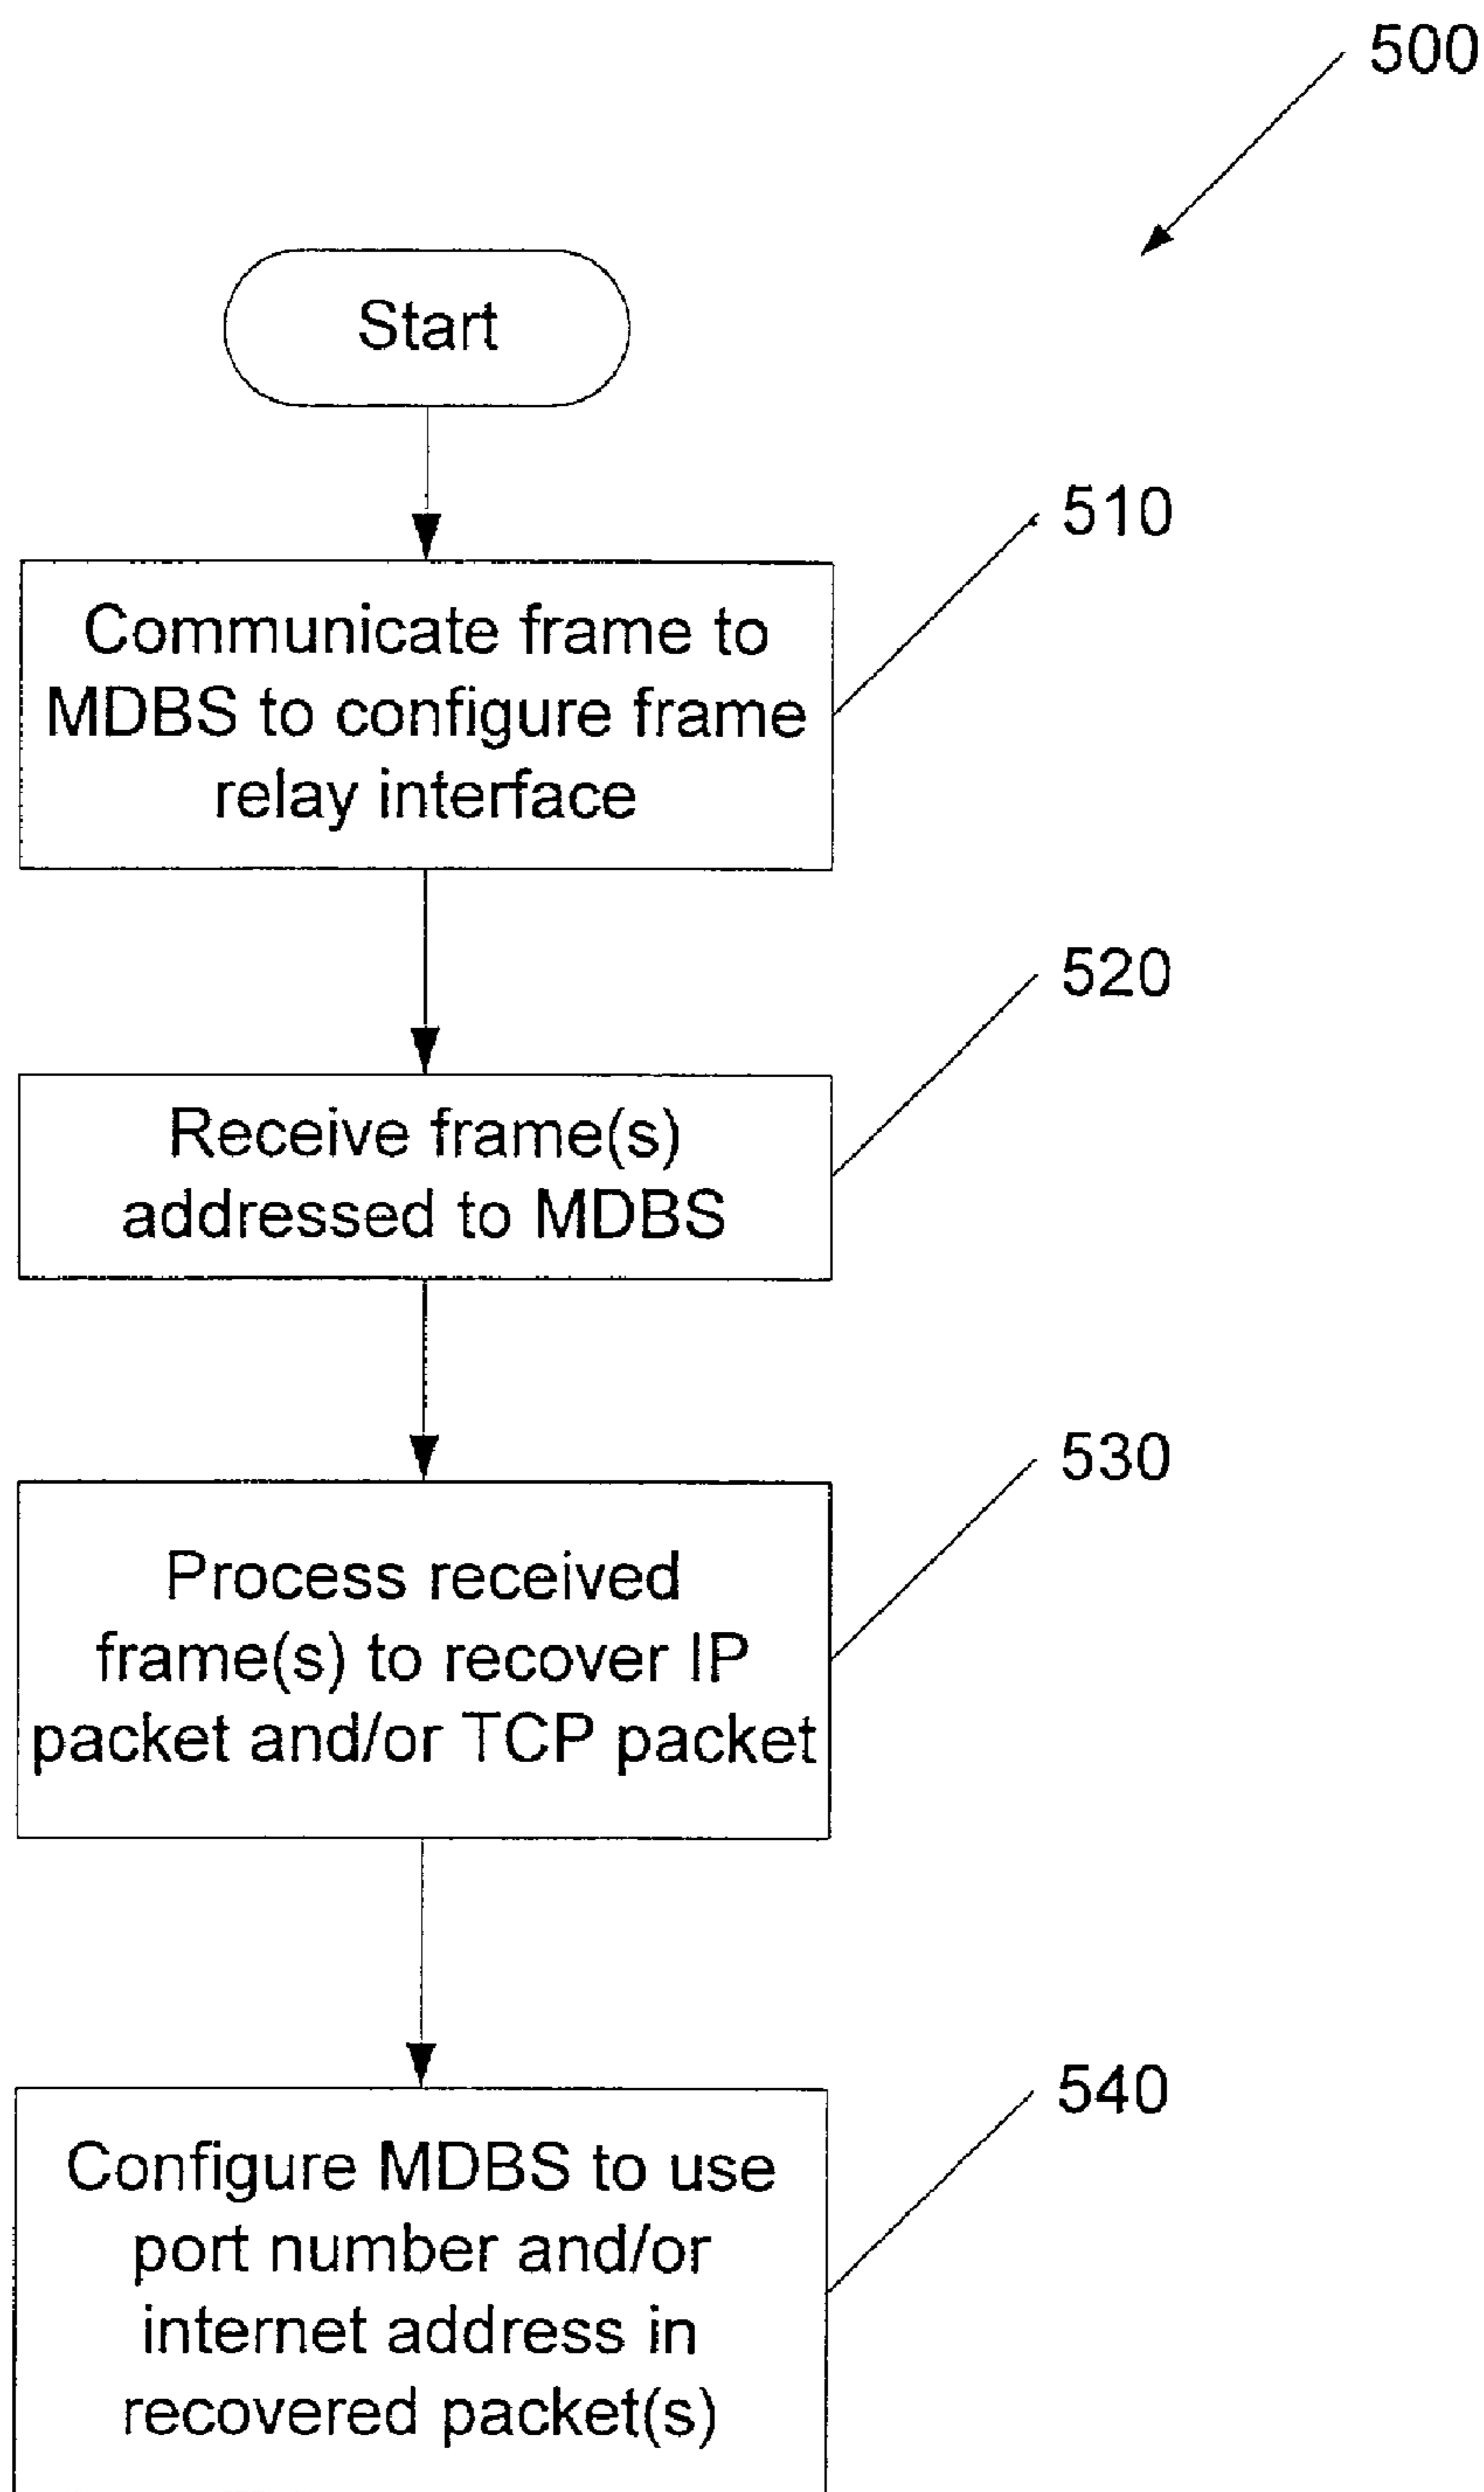 500
Start
510
Communicate frame to
MDBS to configure frame
relay interface
520
Receive frame(s)
addressed to MDBS
530
Process received
frame(s) to recover IP
packet and/or TCP packet
540
Configure MDBS to use
port number and/or
internet address in
recovered packet(s)